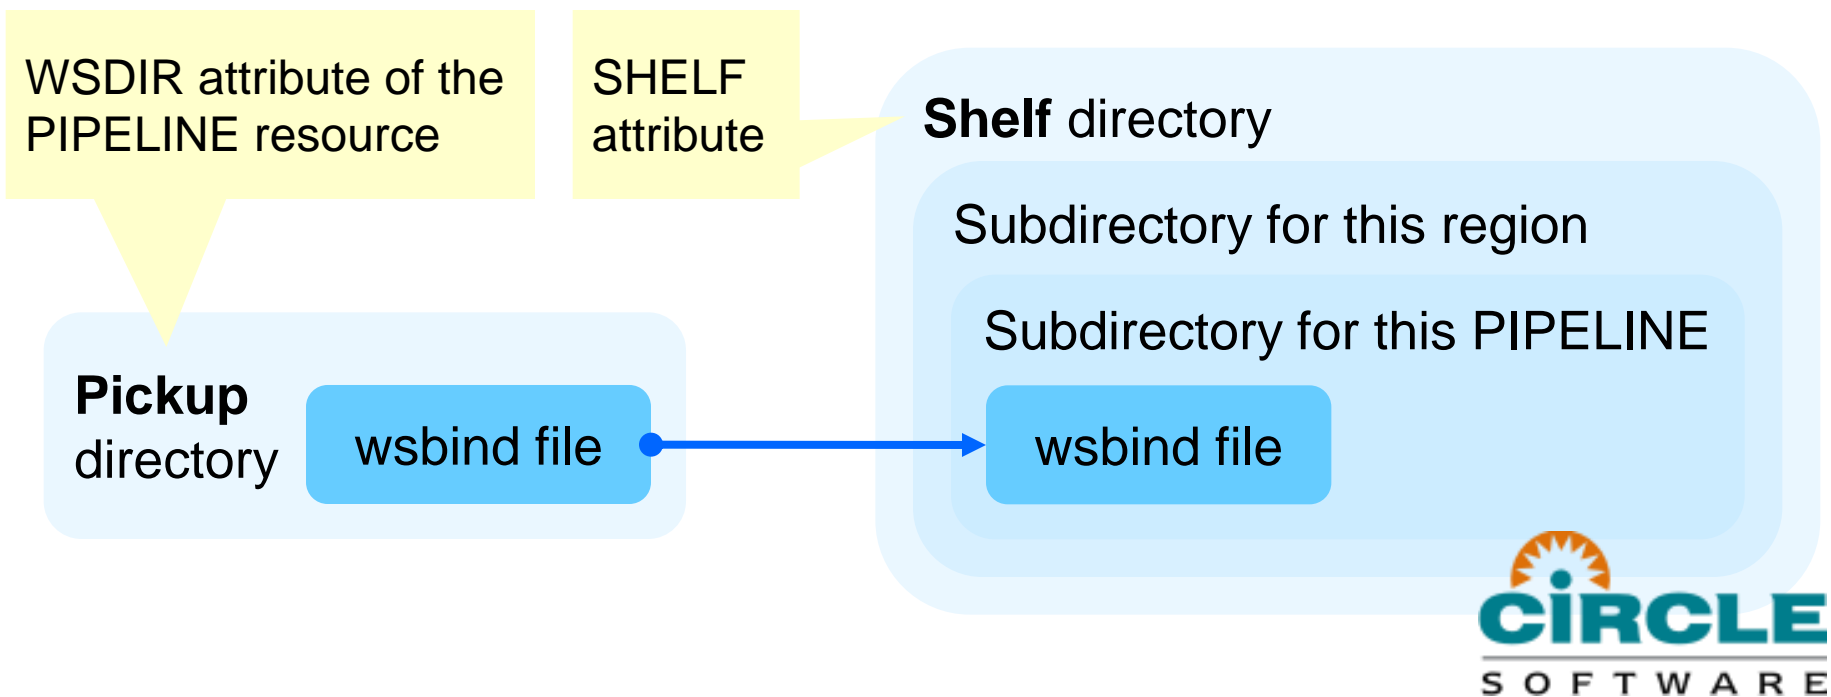 WSDIR attribute of the
PIPELINE resource
SHELF
attribute
Shelf directory
Subdirectory for this region
Subdirectory for this PIPELINE
Pickup
directory
wsbind file
wsbind file
CiRCLE
SOFTWARE